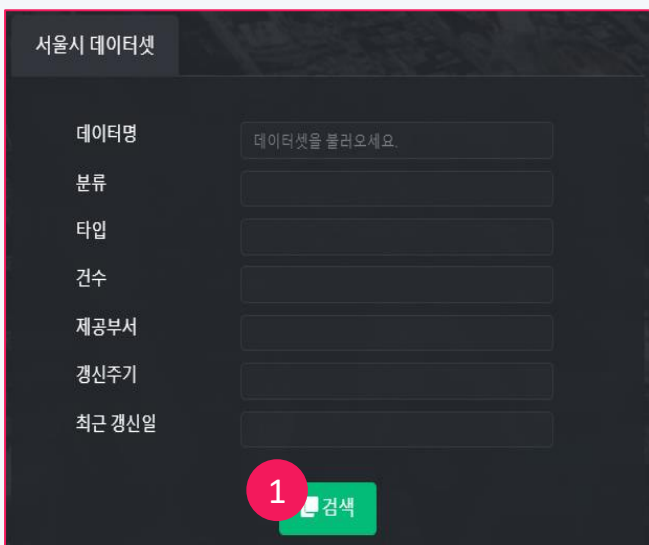 서울시 데이터셋
데이터명 데이터셋을 불러오세요.
분류
타입
건수
제공부서
갱신주기
최근 갱신일
1 검색